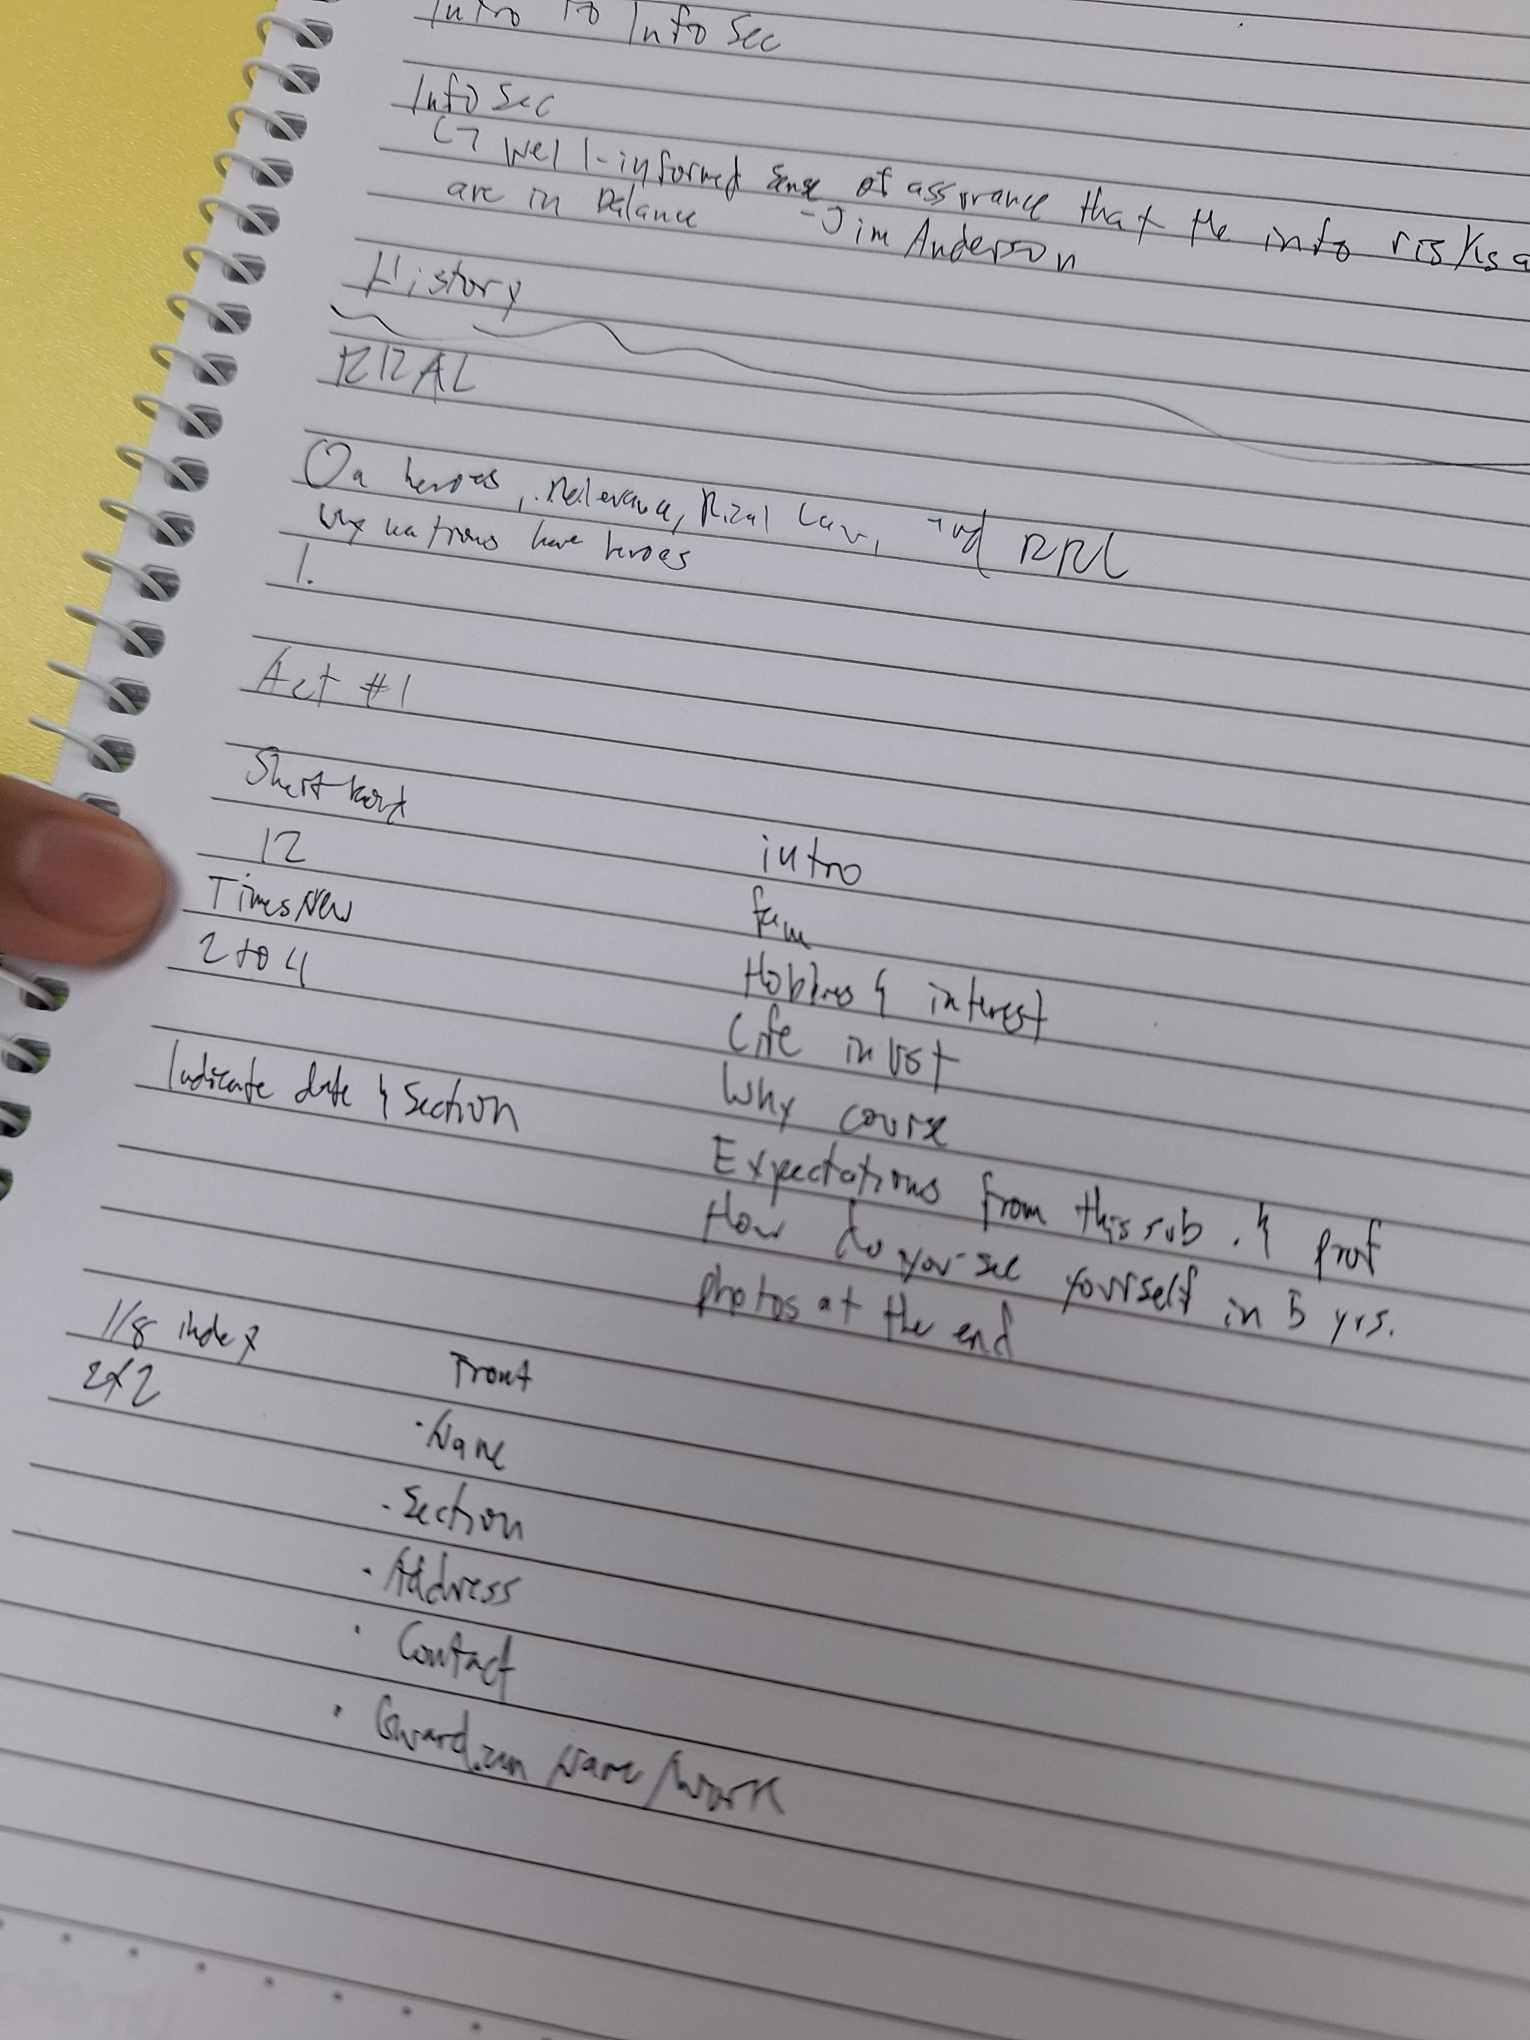 Intro to Info Sec
Info Sec
↳ well-informed sense of assurance that the info risks a
are in balance - Jim Anderson
History
RIZAL
On heroes, Relevance, Rizal Law, and
Why nations have heroes
1.
Act #1
Short
12 intro
Times New fam
2 to 4 Hobbies & interest
Life in UST
Indicate date & Section Why course
Expectations from this sub. & prof
How do you see yourself in 5 yrs.
photos at the end
1/8 index Front
2x2
· Name
· Section
· Address
· Contact
· Guardian Name/work